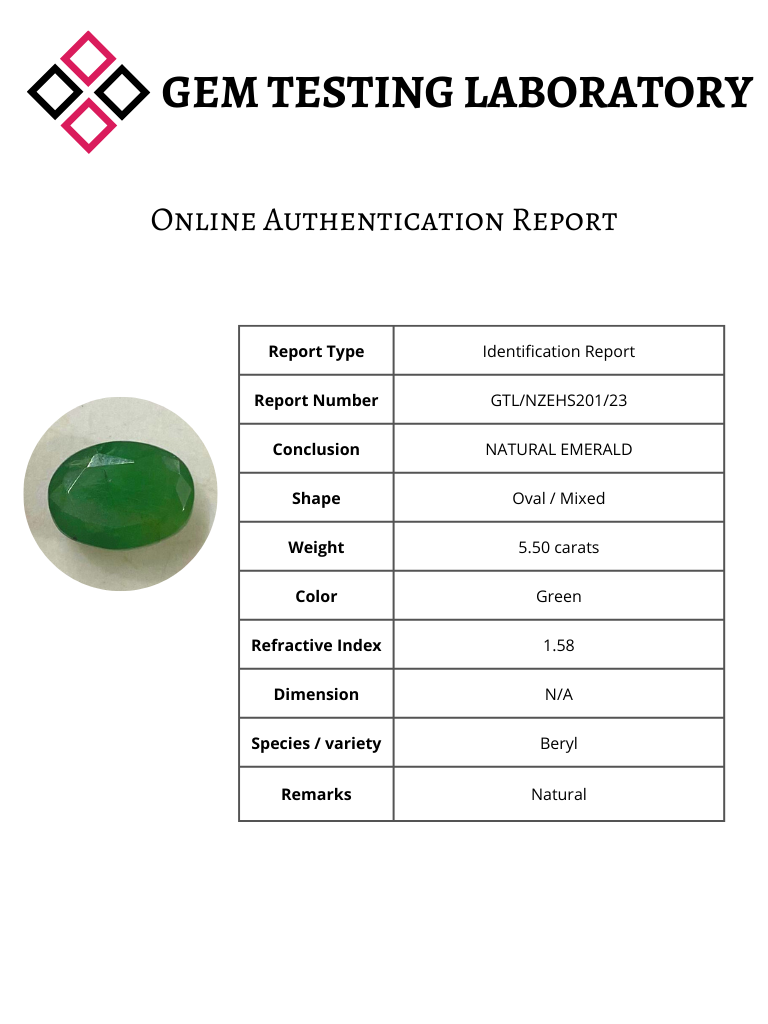 GEM TESTING LABORATORY
Online Authentication Report
Report Type Identification Report
Report Number GTL/NZEHS201/23
Conclusion NATURAL EMERALD
Shape Oval / Mixed
Weight 5.50 carats
Color Green
Refractive Index 1.58
Dimension N/A
Species / variety Beryl
Remarks Natural